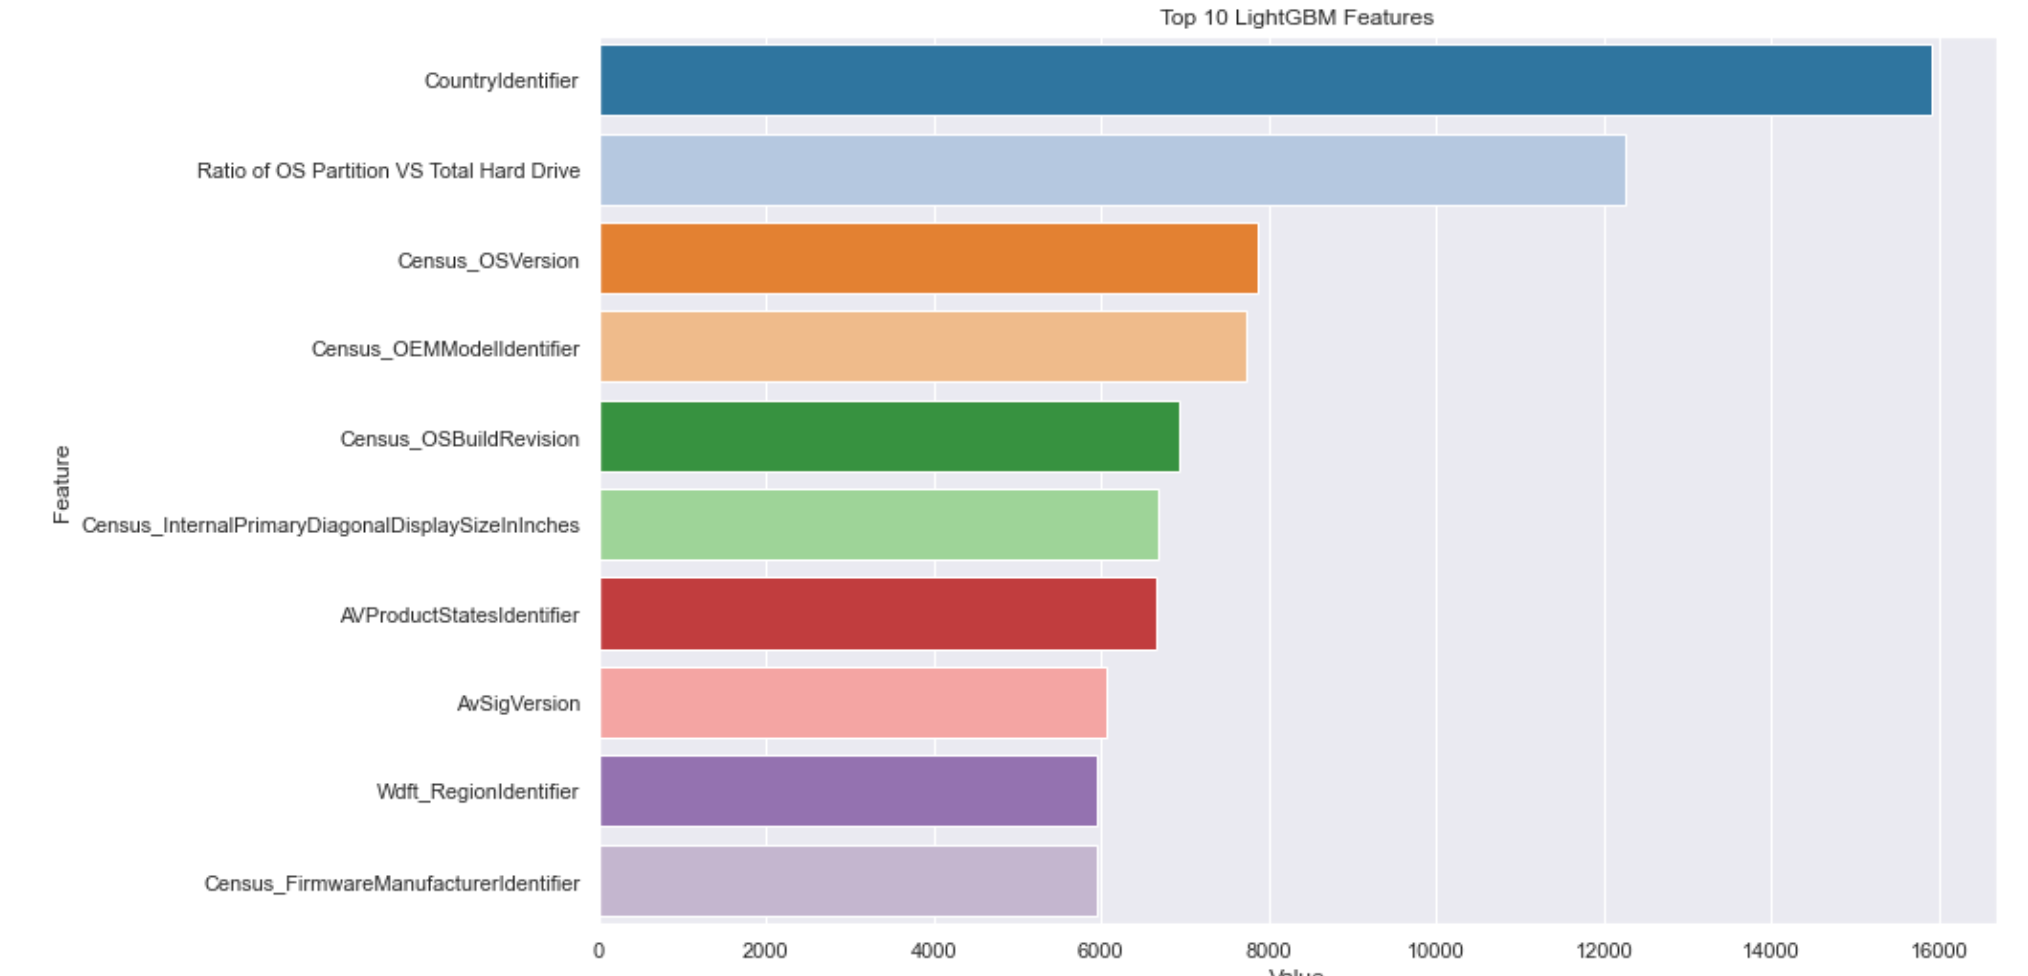 Top 10 LightGBM Features
CountryIdentifier
Ratio of OS Partition VS Total Hard Drive
Census_OSVersion
Census_OEMModelIdentifier
Census_OSBuildRevision
Feature
Census_InternalPrimaryDiagonalDisplaySizeInInches
AVProductStatesIdentifier
AvSigVersion
Wdft_RegionIdentifier
Census_FirmwareManufacturerIdentifier
0 2000 4000 6000 8000 10000 12000 14000 16000
Value